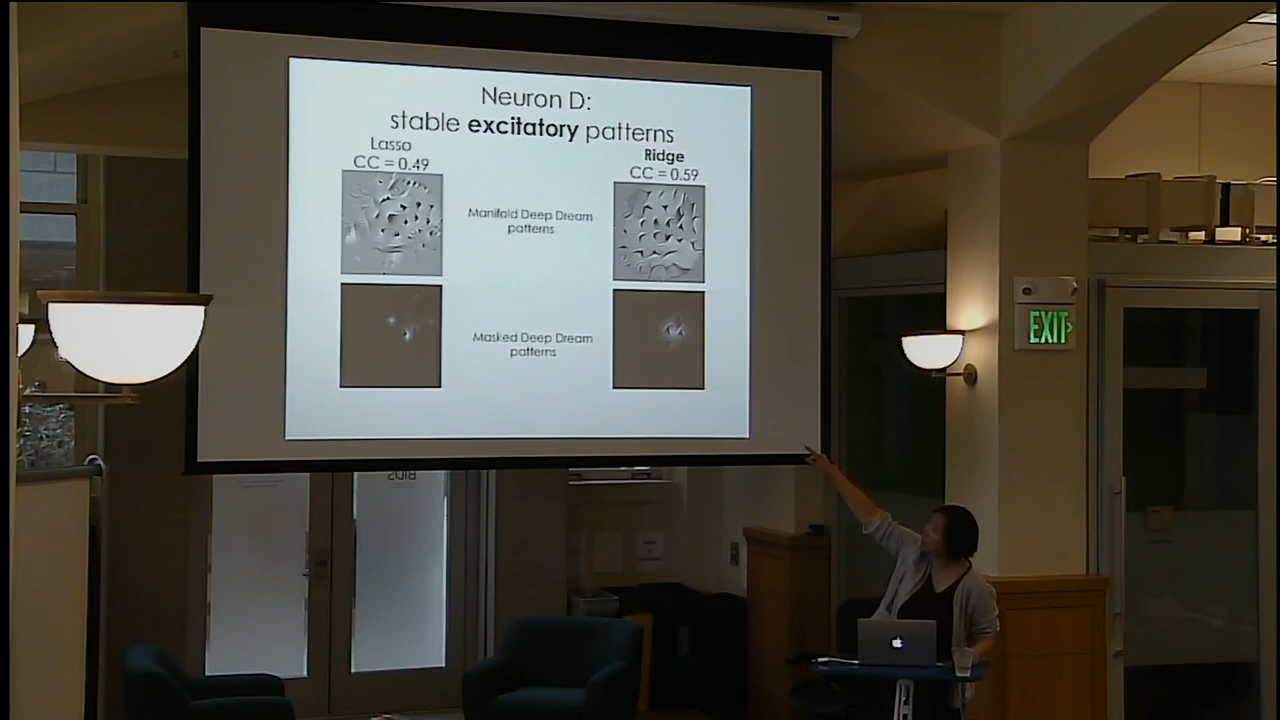 Neuron D:
stable excitatory patterns
Lasso
CC = 0.49
Ridge
CC = 0.59
Manifold Deep Dream
patterns
Masked Deep Dream
patterns
EXIT
BIDS